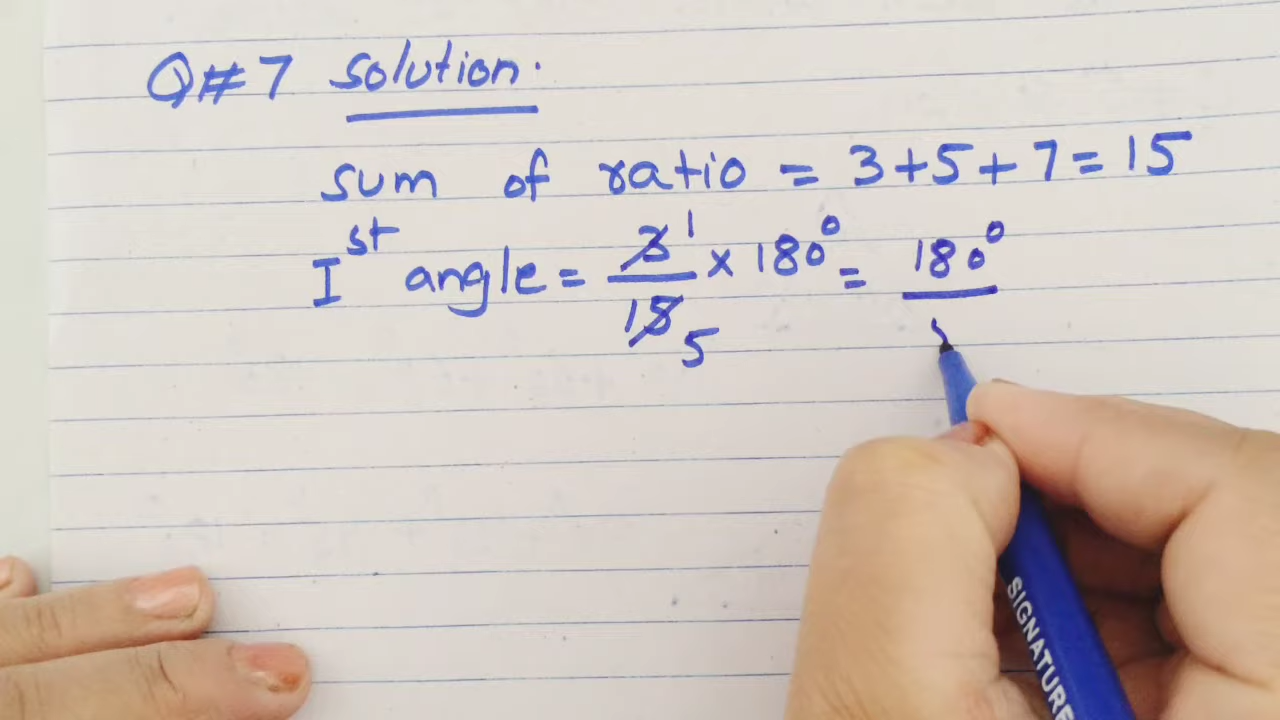 Q#7 Solution.
sum of ratio = 3+5+7=15
Ist angle = 3 1/15 5 × 180° = 180°/
SIGNATURE